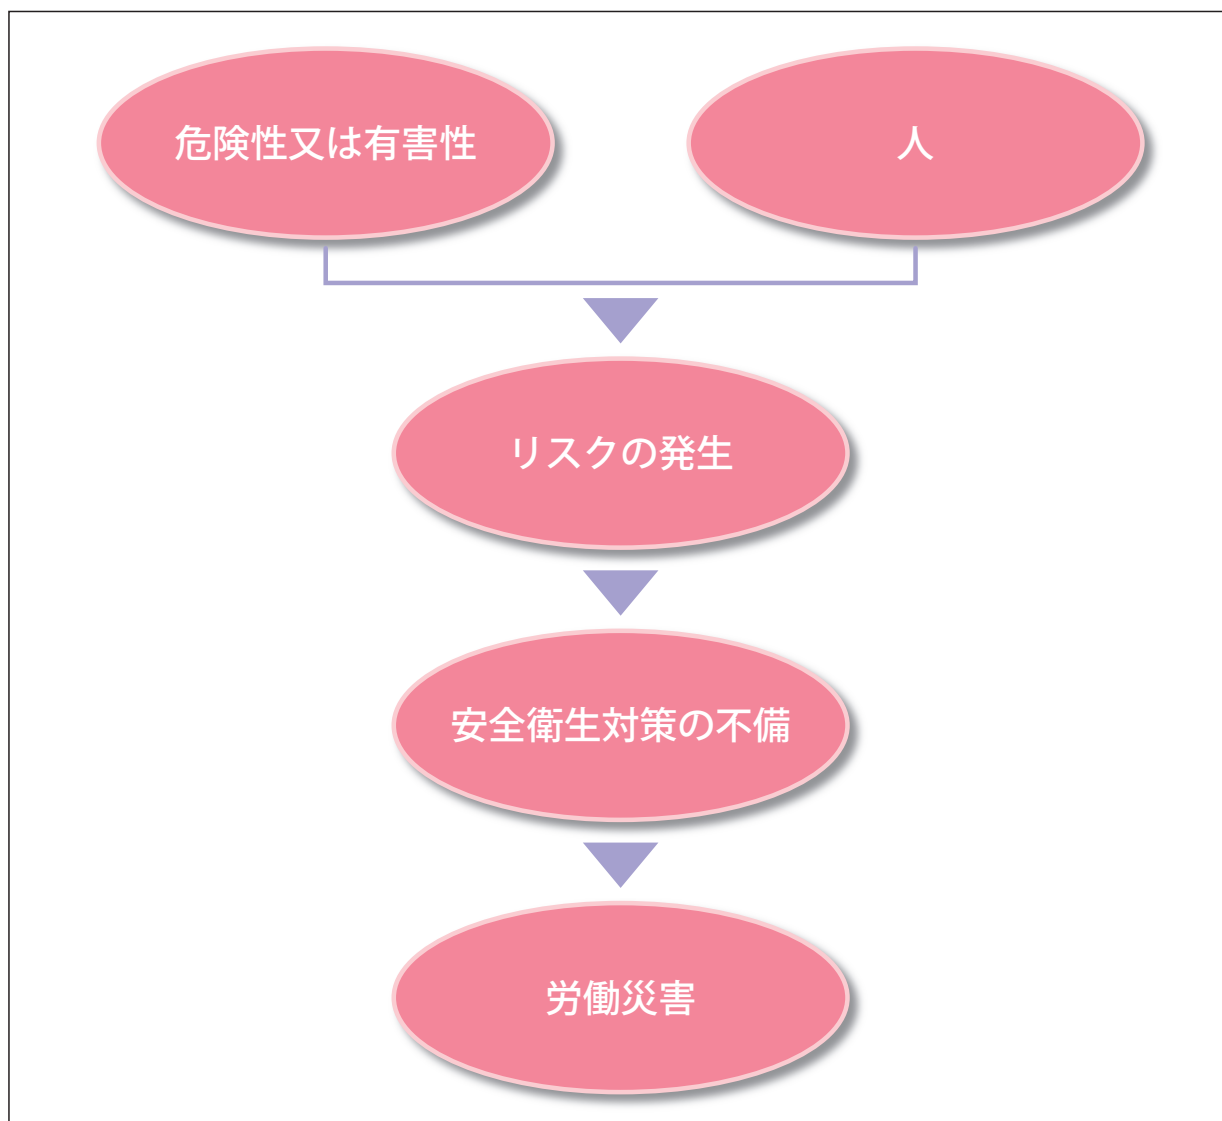 危険性又は有害性
人
リスクの発生
安全衛生対策の不備
労働災害